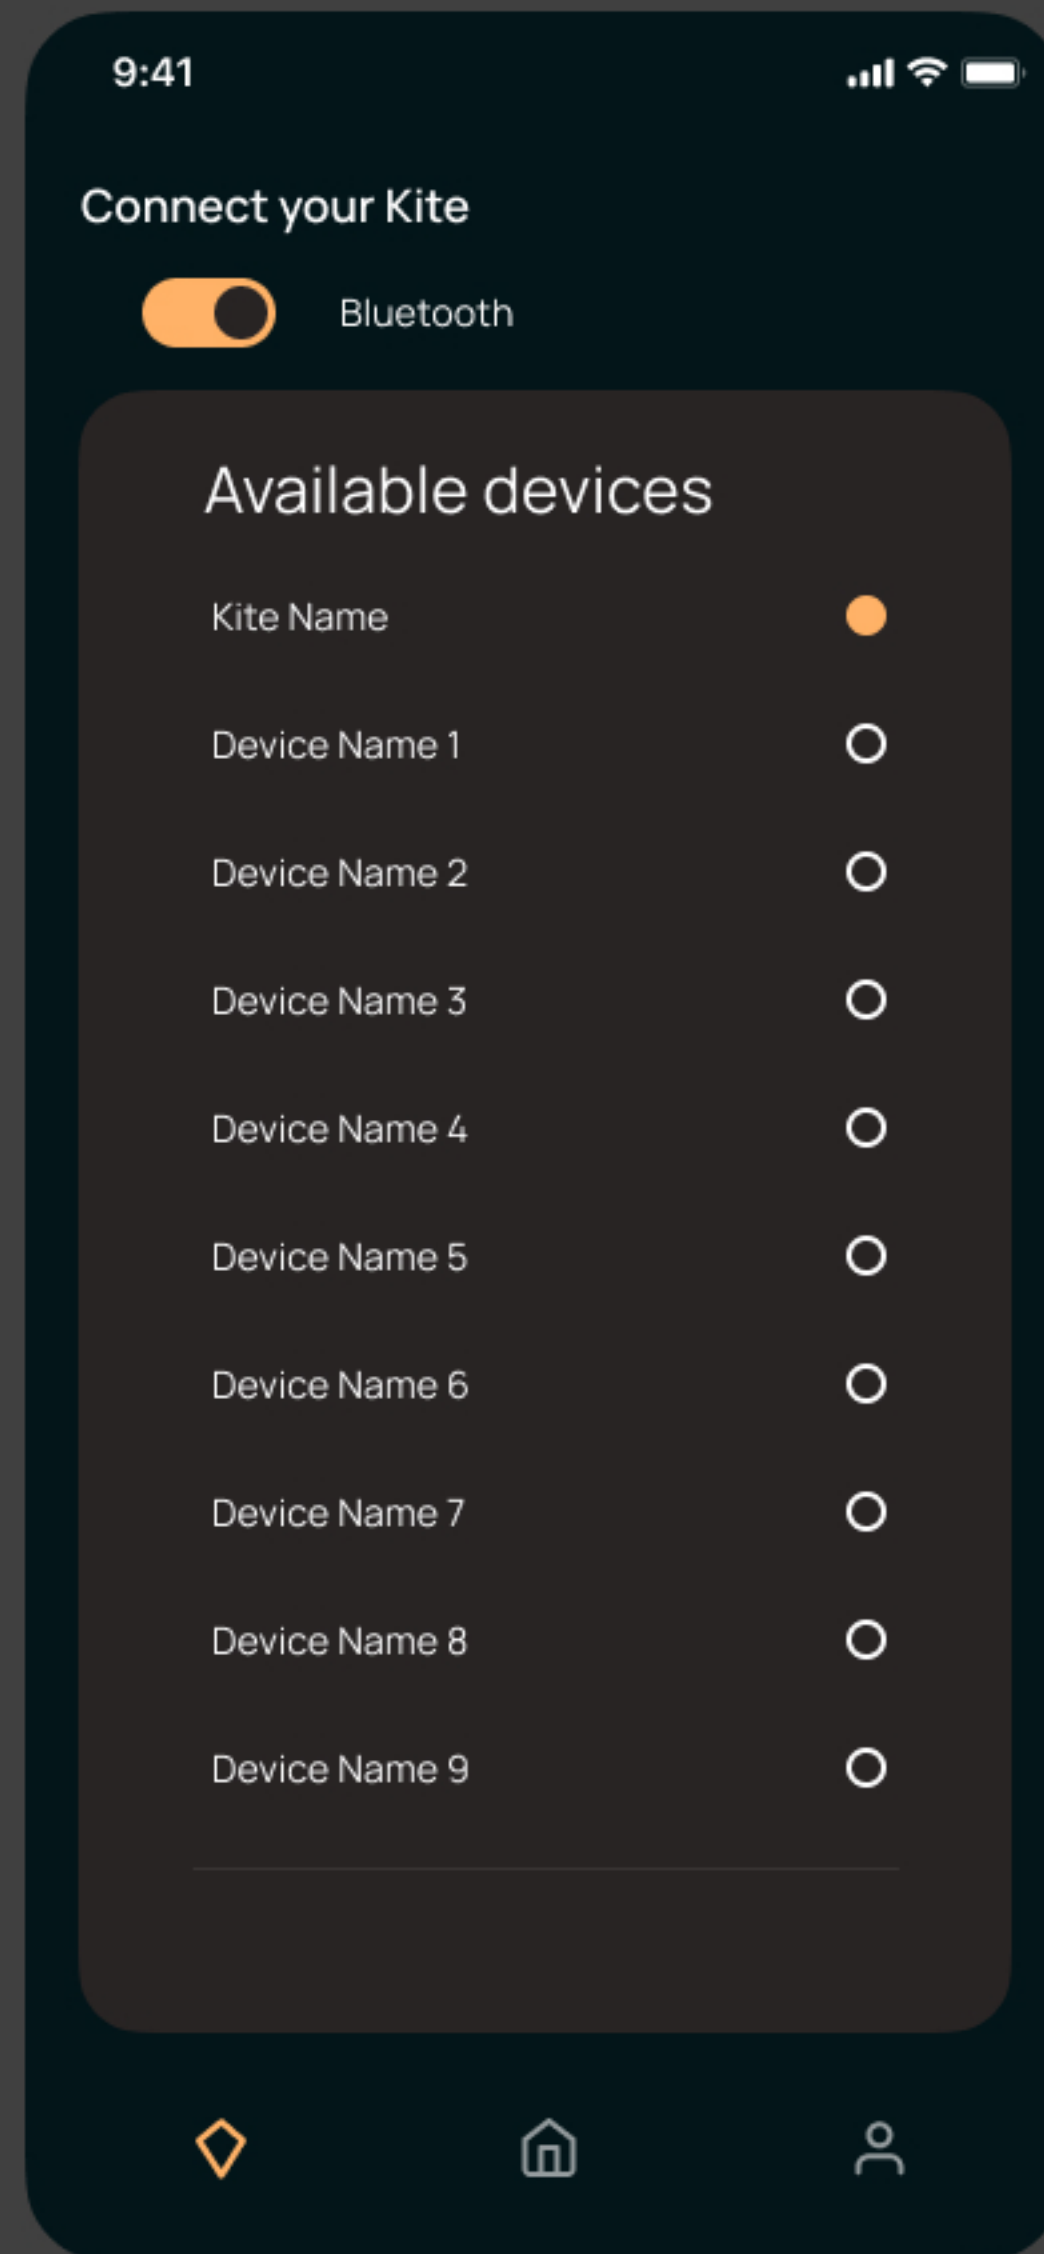 9:41
Connect your Kite
Bluetooth
Available devices
Kite Name
Device Name 1
Device Name 2
Device Name 3
Device Name 4
Device Name 5
Device Name 6
Device Name 7
Device Name 8
Device Name 9